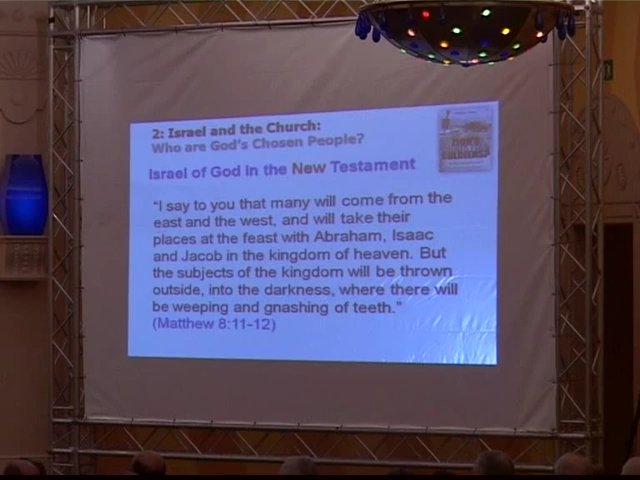 2: Israel and the Church:
Who are God's Chosen People?
Israel of God in the New Testament
ZION'S
SOLDIERS?
“I say to you that many will come from the
east and the west, and will take their
places at the feast with Abraham, Isaac
and Jacob in the kingdom of heaven. But
the subjects of the kingdom will be thrown
outside, into the darkness, where there will
be weeping and gnashing of teeth.”
(Matthew 8:11-12)